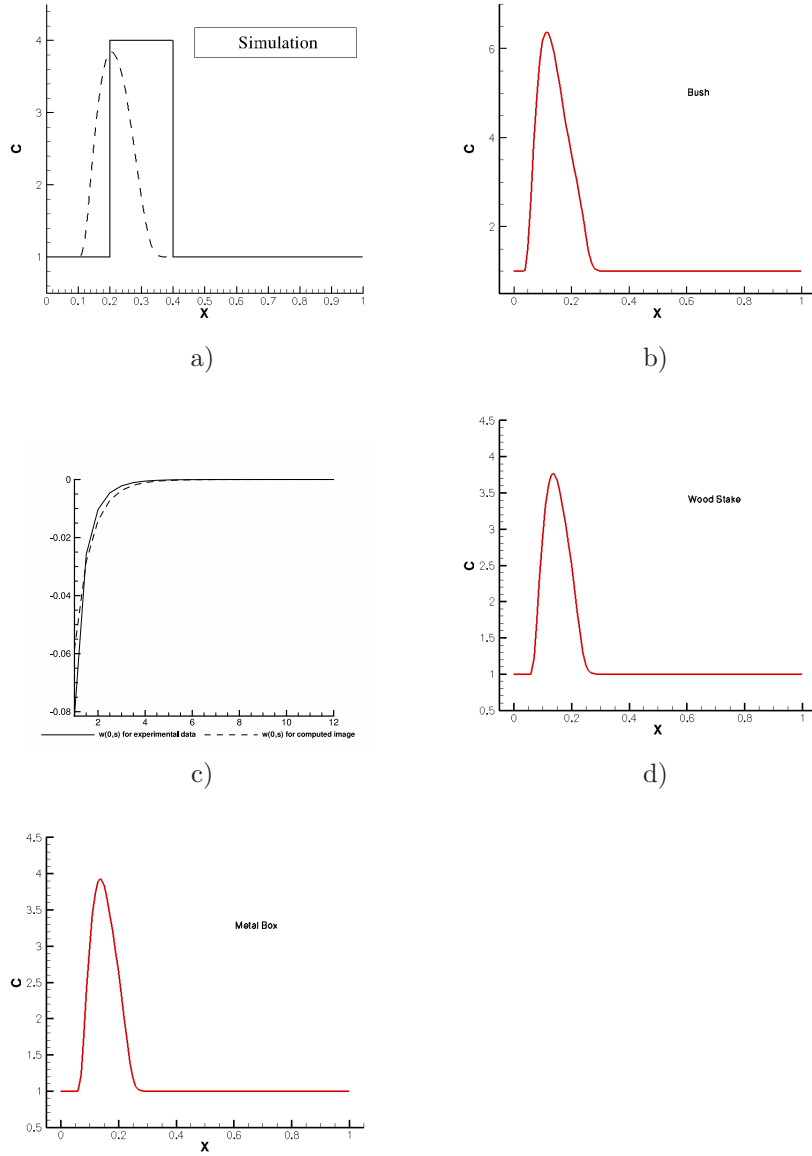 Simulation
4
3
2
1
C
0 0.1 0.2 0.3 0.4 0.5 0.6 0.7 0.8 0.9 1
X
a)
Bush
6
4
2
C
0 0.2 0.4 0.6 0.8 1
X
b)
0
-0.02
-0.04
-0.06
-0.08
2 4 6 8 10 12
w(0,s) for experimental data w(0,s) for computed image
c)
4.5
4
3.5
3
2.5
2
1.5
1
0.5
C
Wood Stake
0 0.2 0.4 0.6 0.8 1
X
d)
4.5
4
3.5
3
2.5
2
1.5
1
0.5
C
Metal Box
0 0.2 0.4 0.6 0.8 1
X